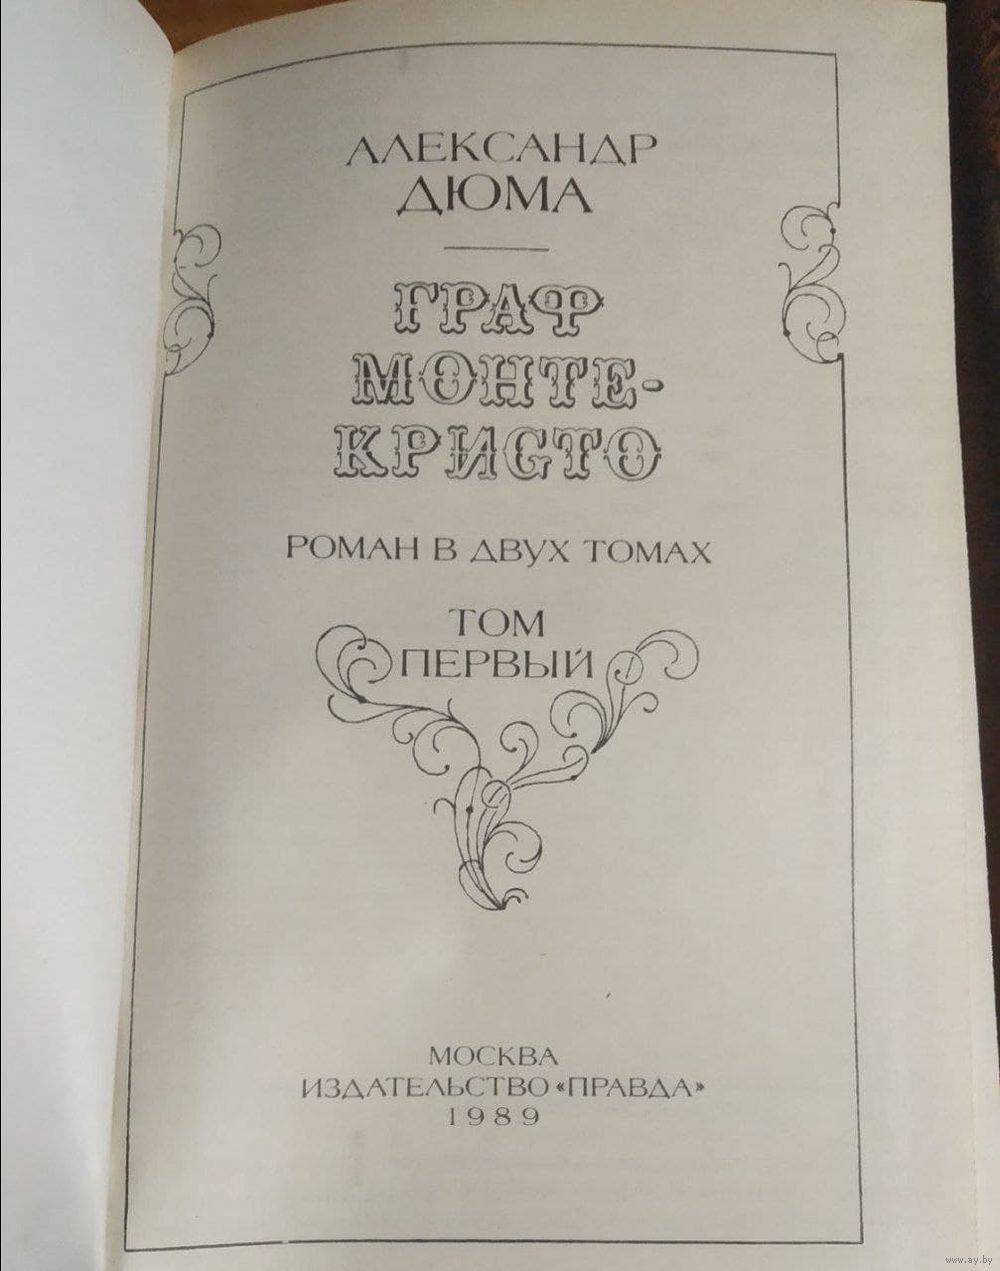 АЛЕКСАНДР
ДЮМА
ГРАФ
МОНТЕ-
КРИСТО
РОМАН В ДВУХ ТОМАХ
ТОМ
ПЕРВЫЙ
МОСКВА
ИЗДАТЕЛЬСТВО «ПРАВДА»
1989
www.ay.by